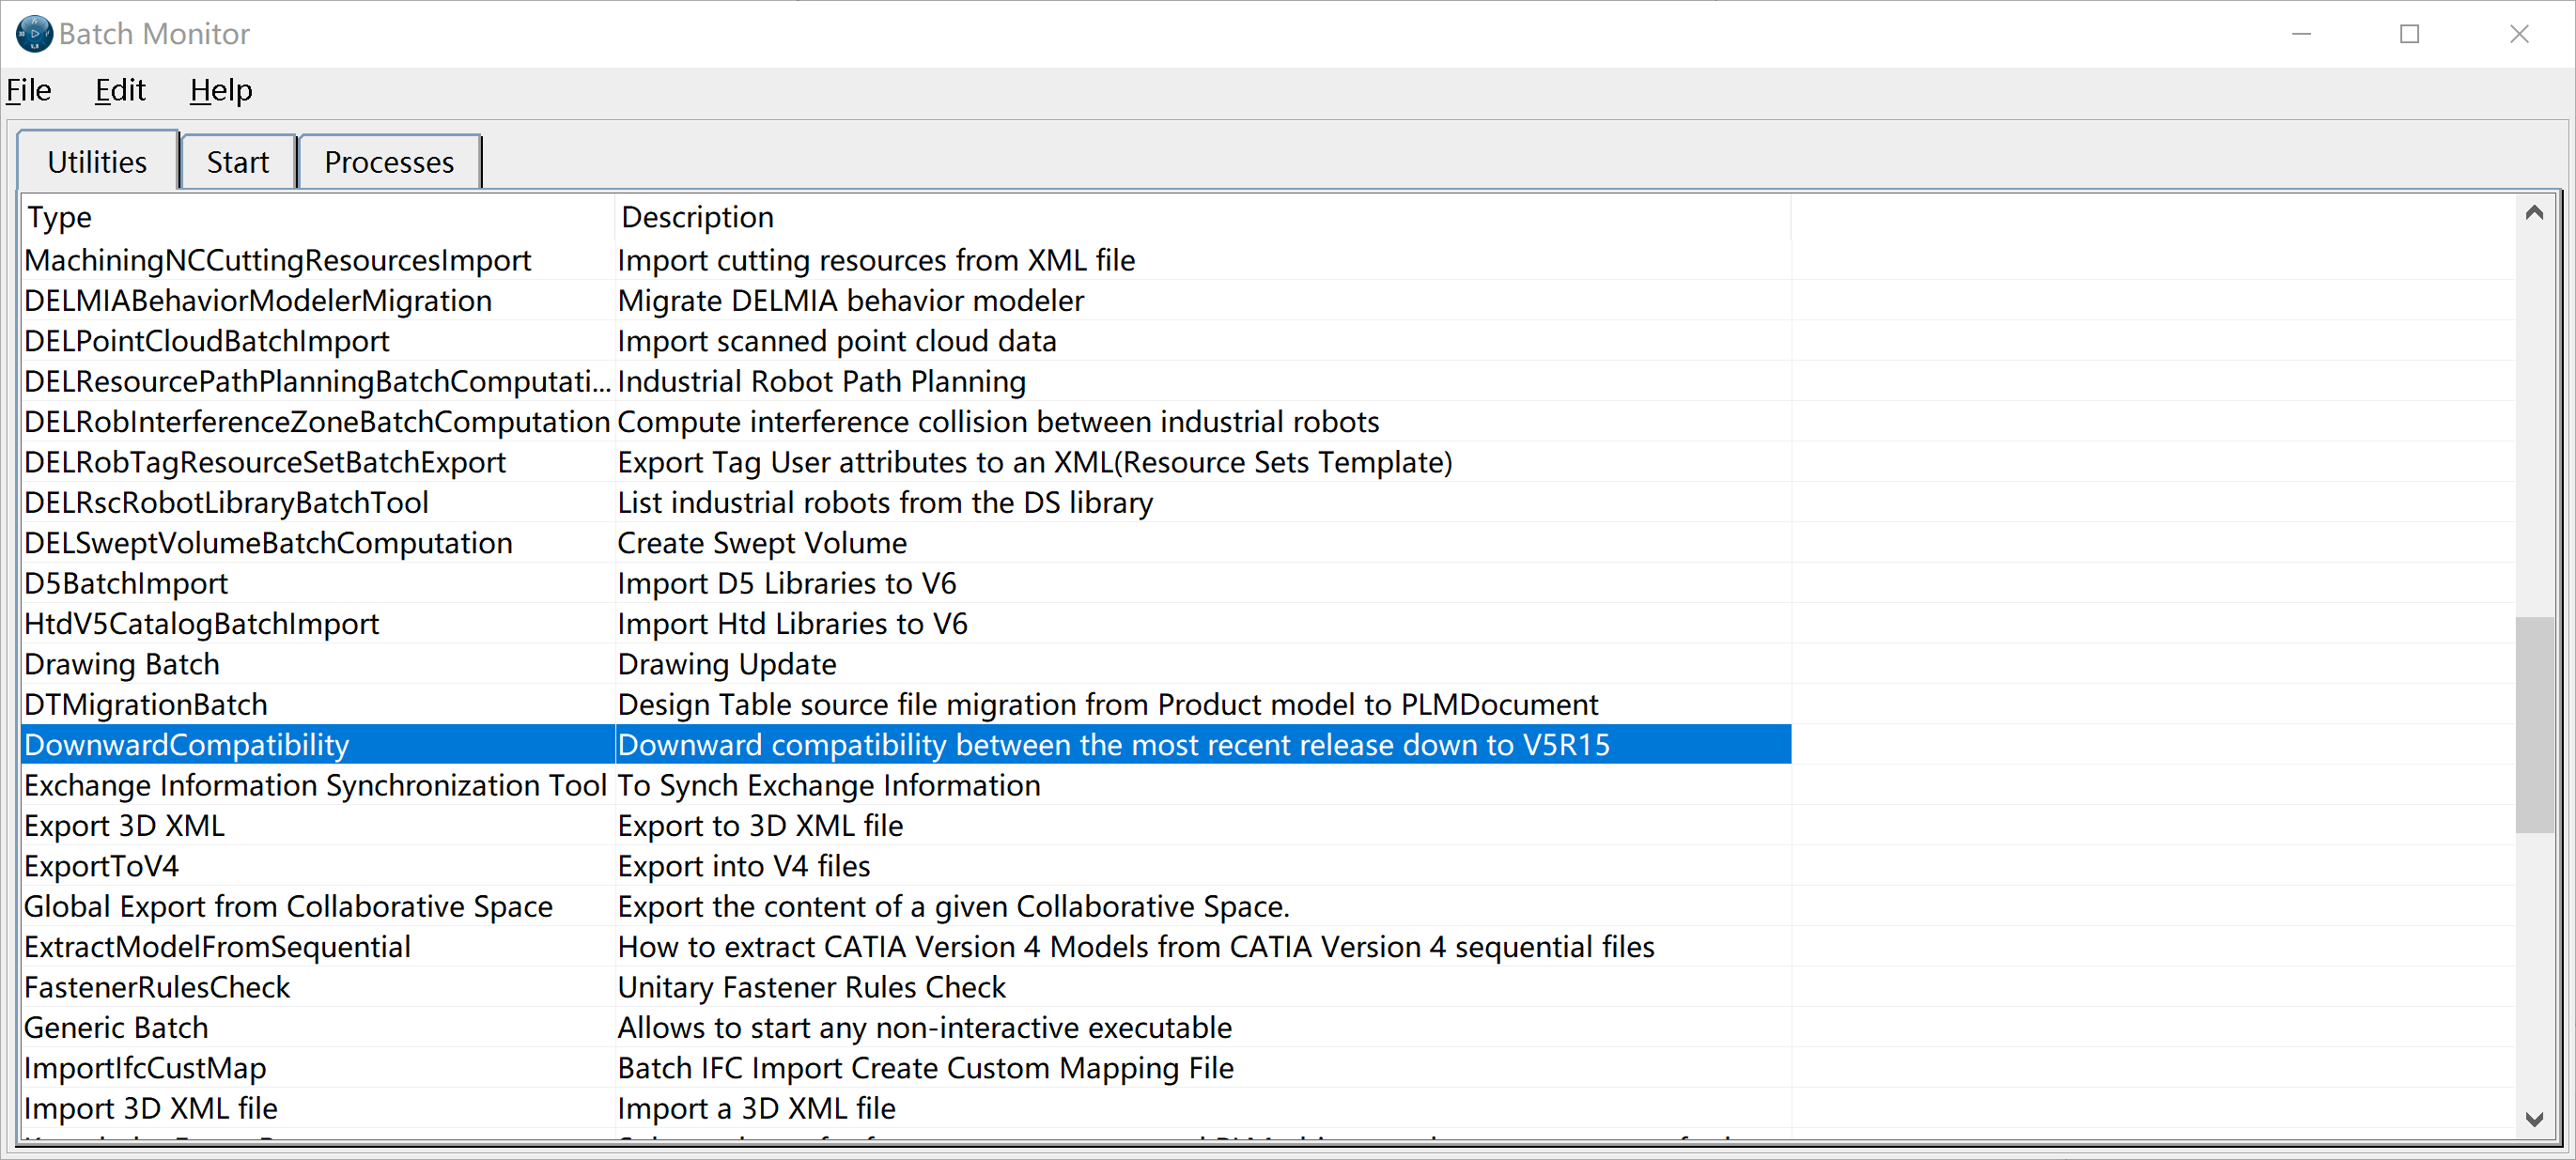 Batch Monitor
File Edit Help
Utilities Start Processes
Type Description
MachiningNCCuttingResourcesImport Import cutting resources from XML file
DELMIABehaviorModelerMigration Migrate DELMIA behavior modeler
DELPointCloudBatchImport Import scanned point cloud data
DELResourcePathPlanningBatchComputati... Industrial Robot Path Planning
DELRobInterferenceZoneBatchComputation Compute interference collision between industrial robots
DELRobTagResourceSetBatchExport Export Tag User attributes to an XML(Resource Sets Template)
DELRscRobotLibraryBatchTool List industrial robots from the DS library
DELSweptVolumeBatchComputation Create Swept Volume
D5BatchImport Import D5 Libraries to V6
HtdV5CatalogBatchImport Import Htd Libraries to V6
Drawing Batch Drawing Update
DTMigrationBatch Design Table source file migration from Product model to PLMDocument
DownwardCompatibility Downward compatibility between the most recent release down to V5R15
Exchange Information Synchronization Tool To Synch Exchange Information
Export 3D XML Export to 3D XML file
ExportToV4 Export into V4 files
Global Export from Collaborative Space Export the content of a given Collaborative Space.
ExtractModelFromSequential How to extract CATIA Version 4 Models from CATIA Version 4 sequential files
FastenerRulesCheck Unitary Fastener Rules Check
Generic Batch Allows to start any non-interactive executable
ImportIfcCustMap Batch IFC Import Create Custom Mapping File
Import 3D XML file Import a 3D XML file